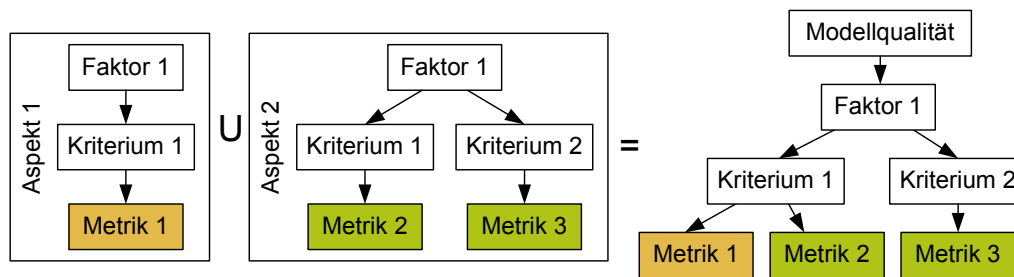 Aspekt 1
Faktor 1
Kriterium 1
Metrik 1
U
Aspekt 2
Faktor 1
Kriterium 1
Kriterium 2
Metrik 2
Metrik 3
=
Modellqualität
Faktor 1
Kriterium 1
Kriterium 2
Metrik 1
Metrik 2
Metrik 3